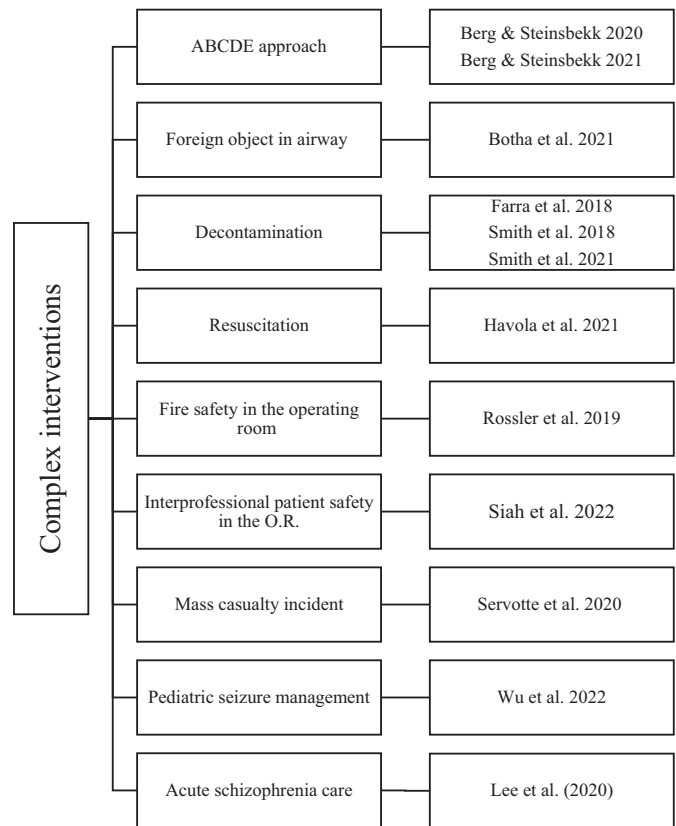 Complex interventions
ABCDE approach
Berg & Steinsbekk 2020
Berg & Steinsbekk 2021
Foreign object in airway
Botha et al. 2021
Decontamination
Farra et al. 2018
Smith et al. 2018
Smith et al. 2021
Resuscitation
Havola et al. 2021
Fire safety in the operating
room
Rossler et al. 2019
Interprofessional patient safety
in the O.R.
Siah et al. 2022
Mass casualty incident
Servotte et al. 2020
Pediatric seizure management
Wu et al. 2022
Acute schizophrenia care
Lee et al. (2020)